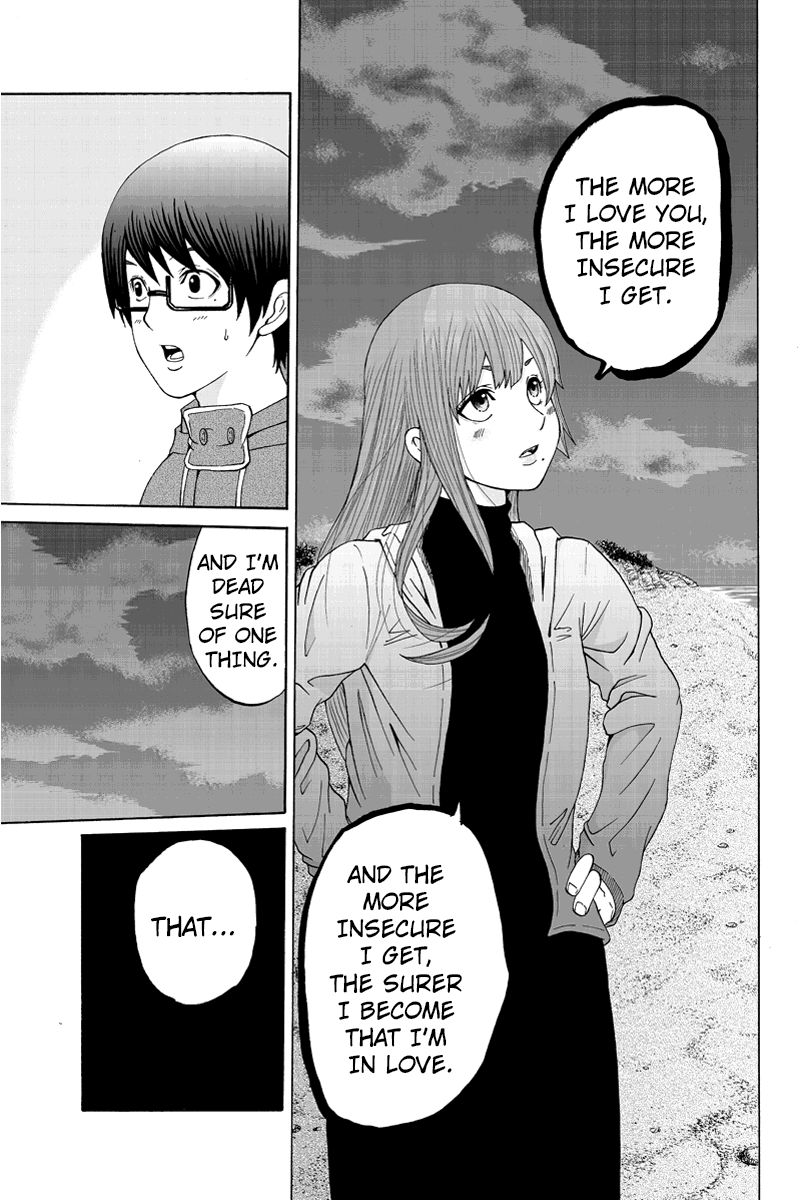 THE MORE
I LOVE YOU,
THE MORE
INSECURE
I GET.
AND THE
MORE
INSECURE
I GET,
THE SURER
I BECOME
THAT I'M
IN LOVE.
AND I'M
DEAD
SURE
OF ONE
THING.
THAT...